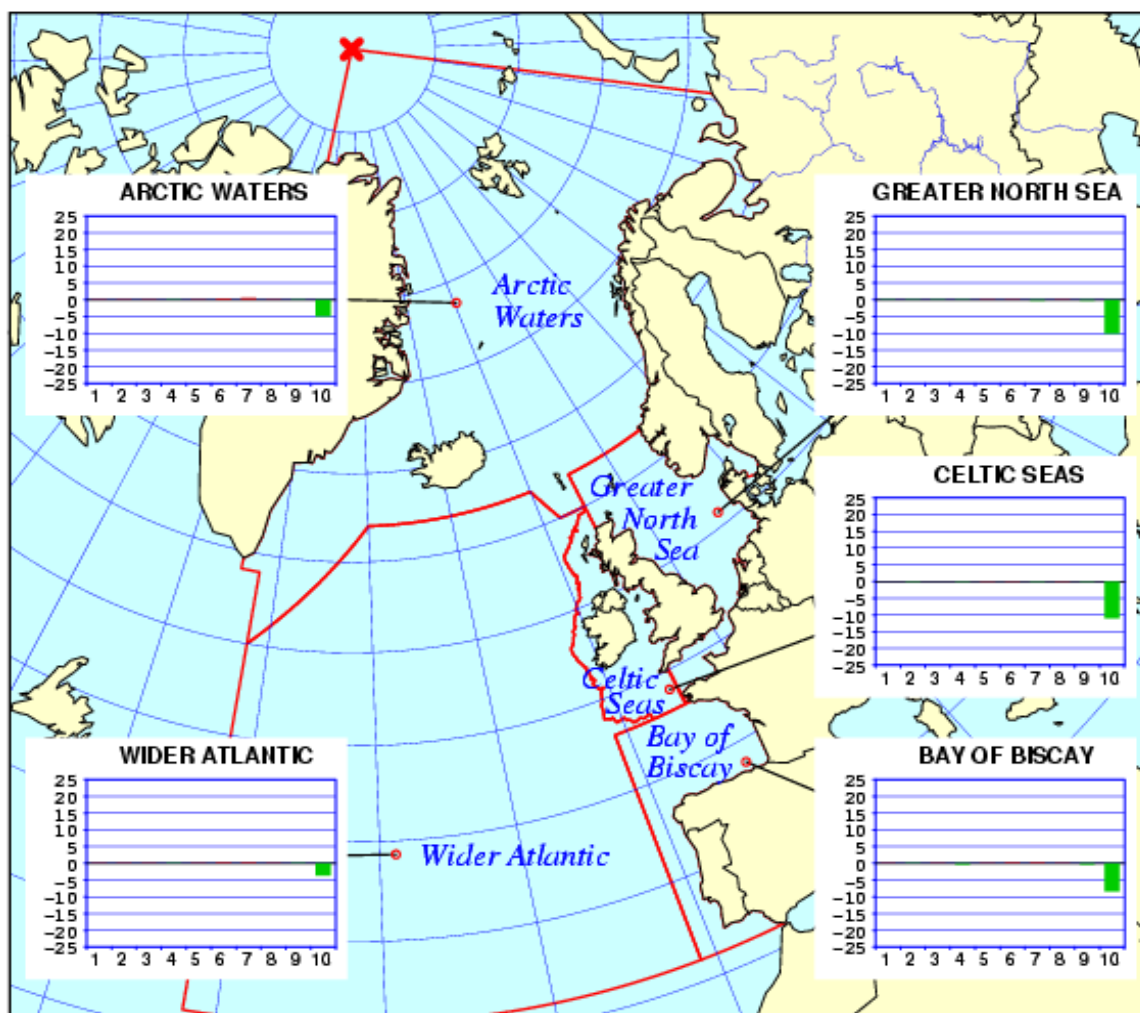 ARCTIC WATERS
25
20
15
10
5
0
−5
−10
−15
−20
−25
1 2 3 4 5 6 7 8 9 10
GREATER NORTH SEA
25
20
15
10
5
0
−5
−10
−15
−20
−25
1 2 3 4 5 6 7 8 9 10
Arctic
Waters
Greater
North
Sea
CELTIC SEAS
25
20
15
10
5
0
−5
−10
−15
−20
−25
1 2 3 4 5 6 7 8 9 10
Celtic
Seas
Bay of
Biscay
WIDER ATLANTIC
25
20
15
10
5
0
−5
−10
−15
−20
−25
1 2 3 4 5 6 7 8 9 10
Wider Atlantic
BAY OF BISCAY
25
20
15
10
5
0
−5
−10
−15
−20
−25
1 2 3 4 5 6 7 8 9 10